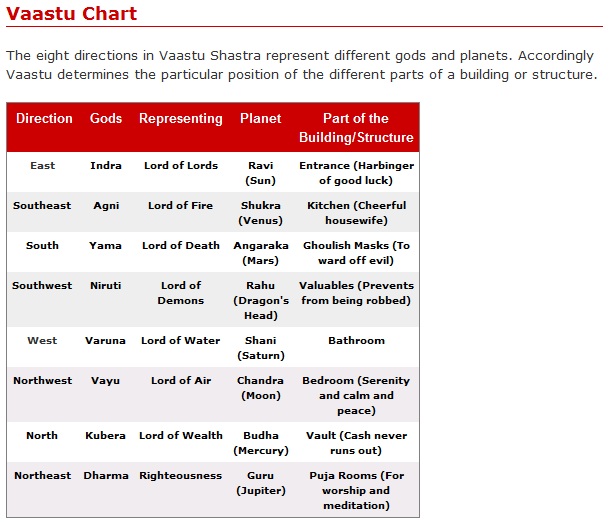 Vaastu Chart
The eight directions in Vaastu Shastra represent different gods and planets. Accordingly
Vaastu determines the particular position of the different parts of a building or structure.
Direction Gods Representing Planet Part of the
Building/Structure
East Indra Lord of Lords Ravi Entrance (Harbinger
(Sun) of good luck)
Southeast Agni Lord of Fire Shukra Kitchen (Cheerful
(Venus) housewife)
South Yama Lord of Death Angaraka Ghoulish Masks (To
(Mars) ward off evil)
Southwest Niruti Lord of Rahu Valuables (Prevents
Demons (Dragon's from being robbed)
Head)
West Varuna Lord of Water Shani Bathroom
(Saturn)
Northwest Vayu Lord of Air Chandra Bedroom (Serenity
(Moon) and calm and
peace)
North Kubera Lord of Wealth Budha Vault (Cash never
(Mercury) runs out)
Northeast Dharma Righteousness Guru Puja Rooms (For
(Jupiter) worship and
meditation)